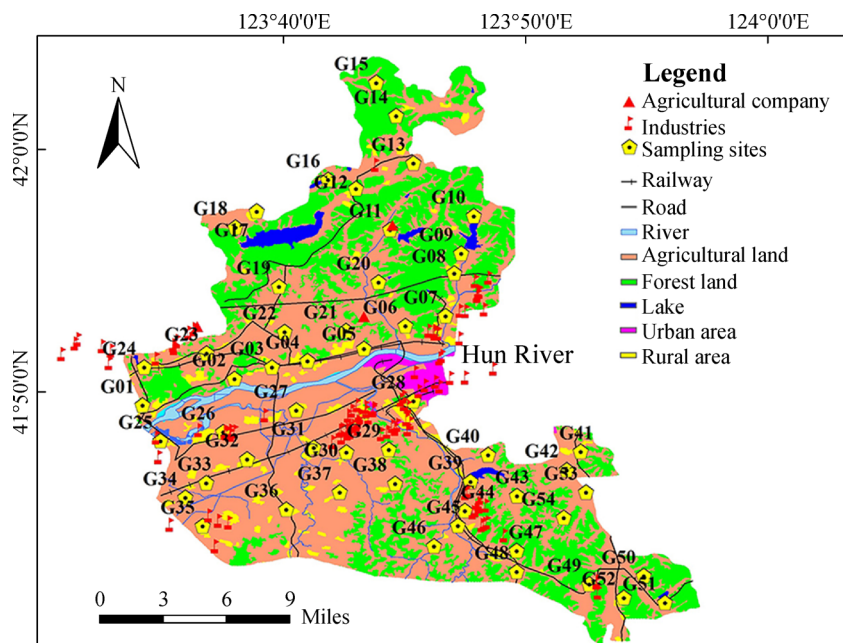 123°40'0"E 123°50'0"E 124°0'0"E
42°0'0"N
41°50'0"N
N
Legend
Agricultural company
Industries
Sampling sites
Railway
Road
River
Agricultural land
Forest land
Lake
Urban area
Rural area
G15
G14
G13
G16
G12
G18
G11
G10
G17
G09
G20
G08
G19
G07
G22
G21
G06
G23
G05
G24
G04
G03
G02
Hun River
G01
G28
G27
G25
G26
G31
G29
G32
G30
G40
G41
G42
G34
G33
G37
G38
G39
G43
G53
G36
G44
G54
G35
G45
G46
G47
G48
G49
G50
G52
G51
0 3 6 9
Miles